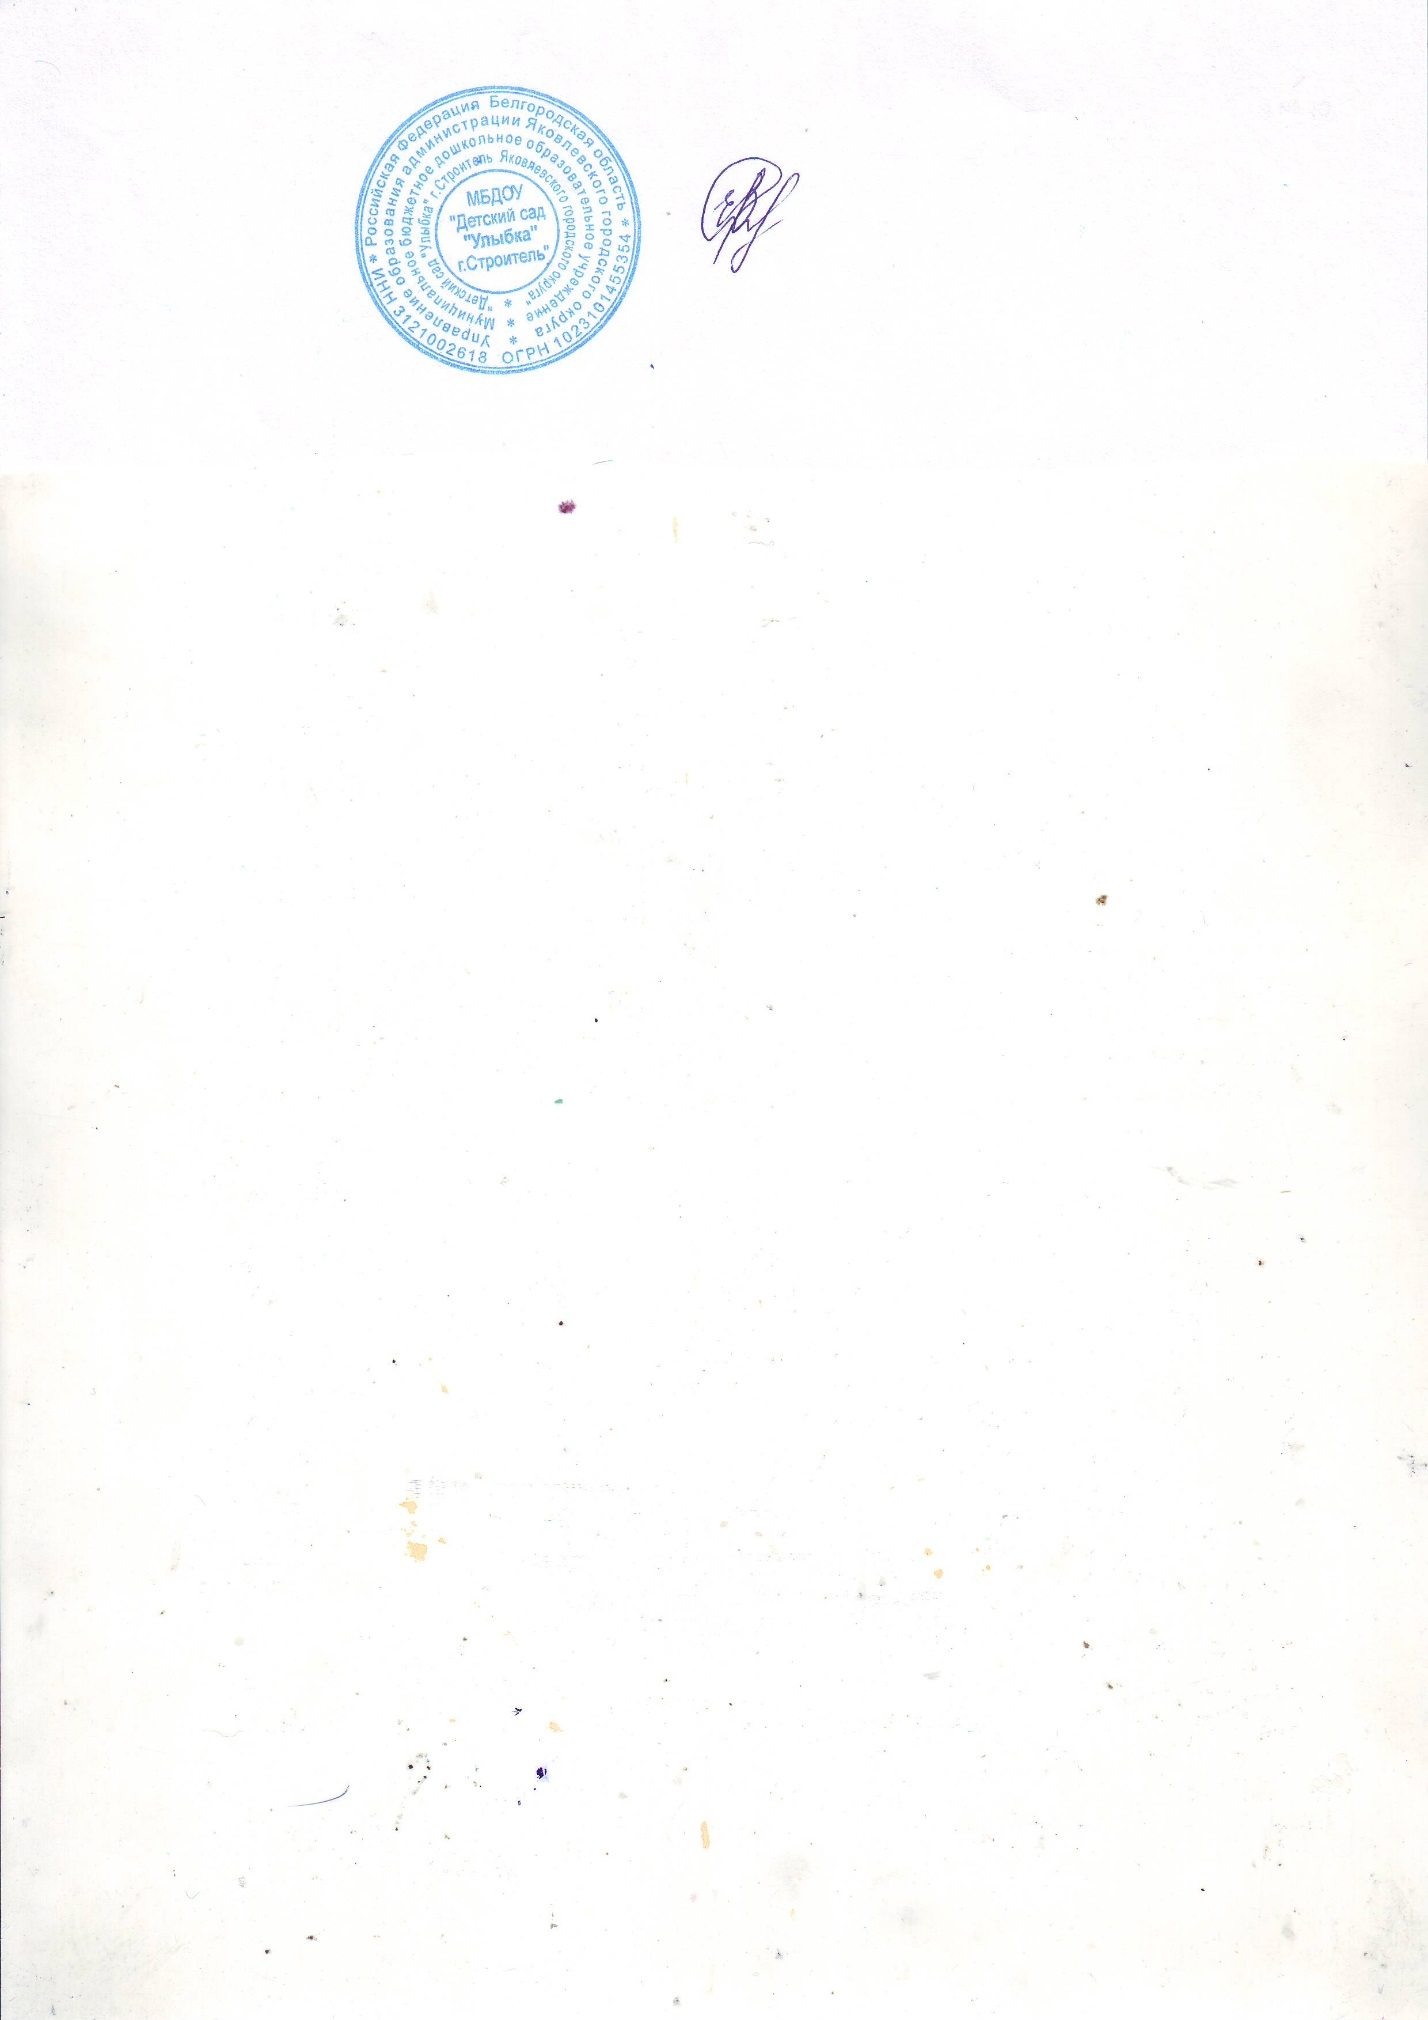 * Российская Федерация Белгородская область *
ИНН 3121002618 ОГРН 1023101455354
Управление образования администрации Яковлевского городского округа *
Муниципальное бюджетное дошкольное образовательное учреждение *
"Детский сад "Улыбка" г.Строитель Яковлевского городского округа" *
МБДОУ
"Детский сад
"Улыбка"
г.Строитель"